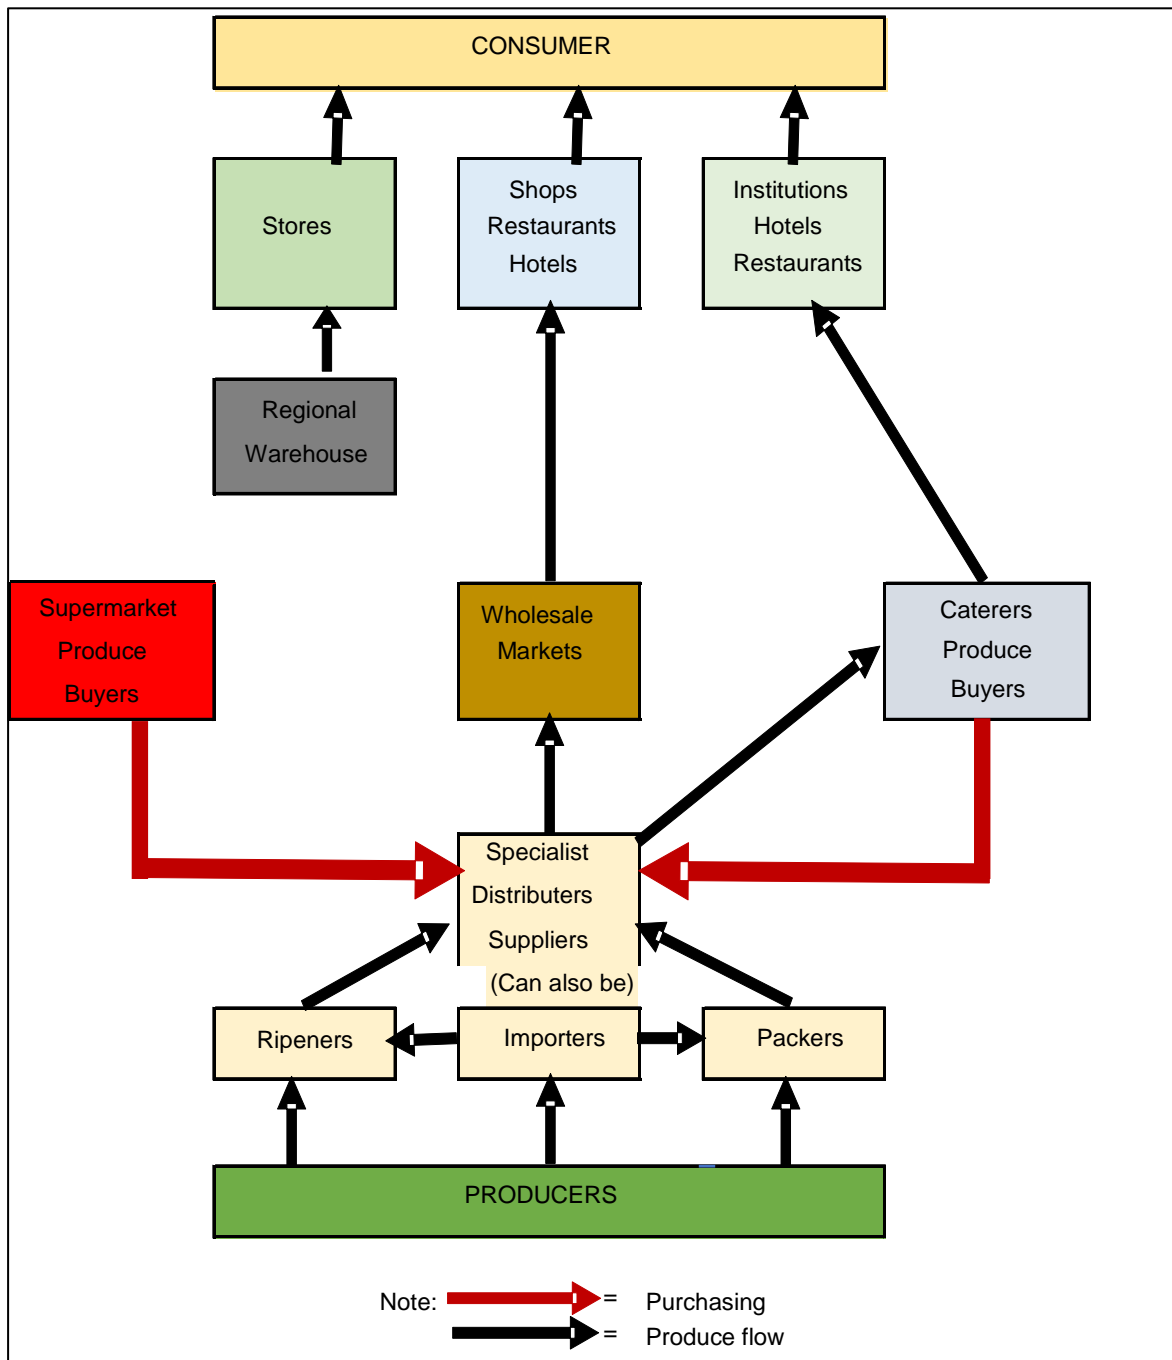 CONSUMER
Stores
Shops
Restaurants
Hotels
Institutions
Hotels
Restaurants
Regional
Warehouse
Supermarket
Produce
Buyers
Wholesale
Markets
Caterers
Produce
Buyers
Specialist
Distributers
Suppliers
(Can also be)
Ripeners
Importers
Packers
PRODUCERS
Note: = Purchasing
= Produce flow